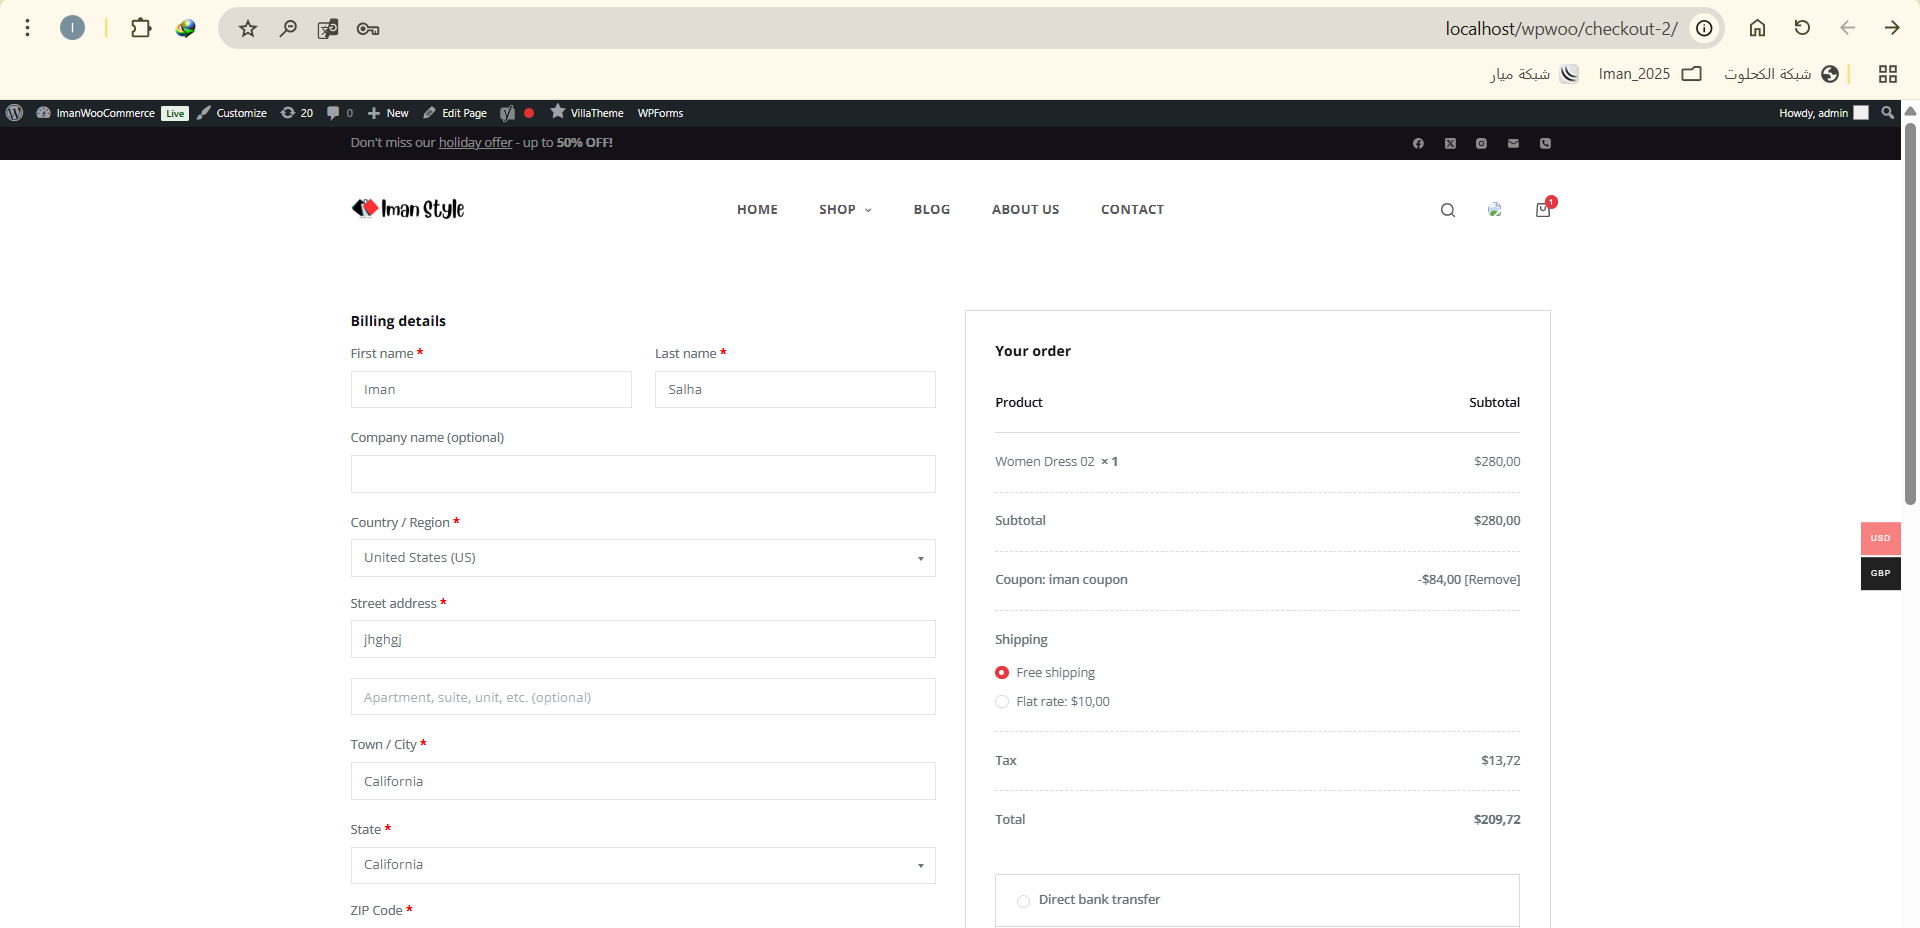 localhost/wpwoo/checkout-2/
شبكة ميار
Iman_2025
شبكة الكحلوت
ImanWooCommerce Live Customize 20 0 New Edit Page VillaTheme WPForms
Howdy, admin
Don't miss our holiday offer - up to 50% OFF!
Iman Style
HOME SHOP BLOG ABOUT US CONTACT
1
Billing details
First name * Last name *
Iman Salha
Company name (optional)
Country / Region *
United States (US)
Street address *
jhghgj
Apartment, suite, unit, etc. (optional)
Town / City *
California
State *
California
ZIP Code *
Your order
Product Subtotal
Women Dress 02 × 1 $280,00
Subtotal $280,00
Coupon: iman coupon -$84,00 [Remove]
Shipping
Free shipping
Flat rate: $10,00
Tax $13,72
Total $209,72
Direct bank transfer
USD
GBP